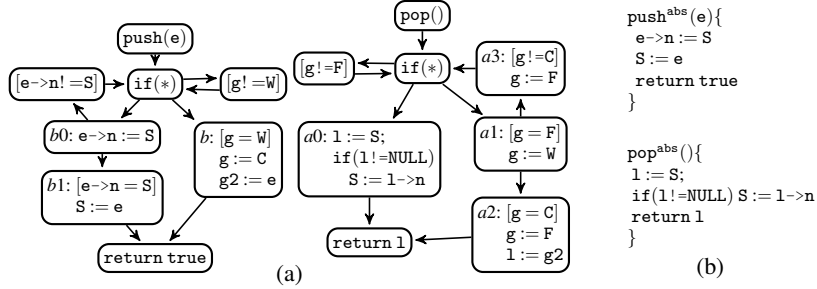 push(e)
[e->n!=S]
if(*)
[g!=W]
b0: e->n := S
b: [g = W]
g := C
g2 := e
b1: [e->n = S]
S := e
return true
pop()
[g!=F]
if(*)
a3: [g!=C]
g := F
a0: l := S;
if(l!=NULL)
S := l->n
a1: [g = F]
g := W
a2: [g = C]
g := F
l := g2
return l
(a)
push^abs(e){
e->n := S
S := e
return true
}
pop^abs(){
l := S;
if(l!=NULL) S := l->n
return l
}
(b)